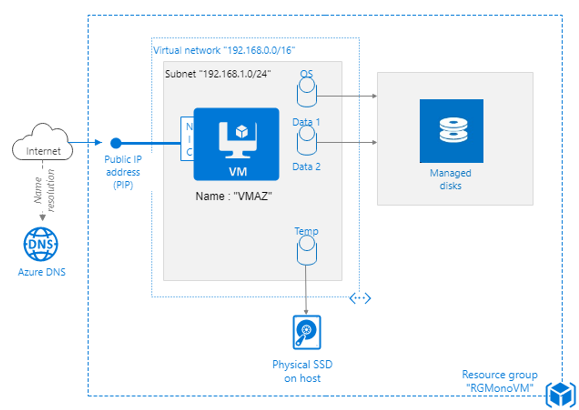 Virtual network "192.168.0.0/16"
Subnet "192.168.1.0/24"
OS
Data 1
Data 2
N
I
C
VM
Name : "VMAZ"
Managed
disks
Internet
Public IP
address
(PIP)
Name
resolution
DNS
Azure DNS
Temp
Physical SSD
on host
Resource group
"RGMonoVM"